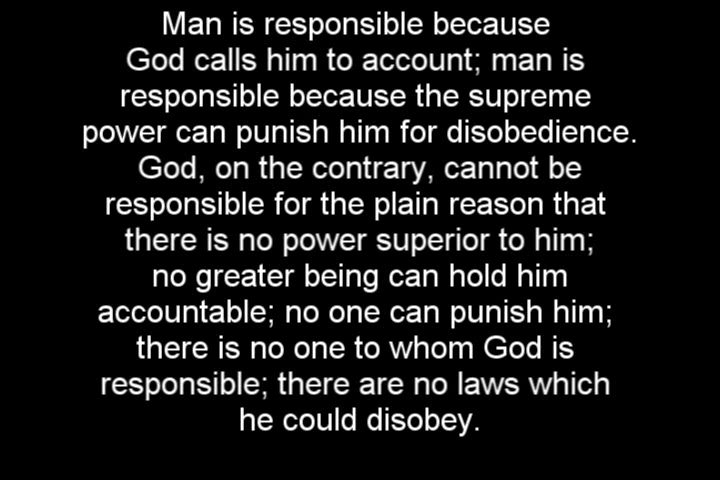 Man is responsible because
God calls him to account; man is
responsible because the supreme
power can punish him for disobedience.
God, on the contrary, cannot be
responsible for the plain reason that
there is no power superior to him;
no greater being can hold him
accountable; no one can punish him;
there is no one to whom God is
responsible; there are no laws which
he could disobey.